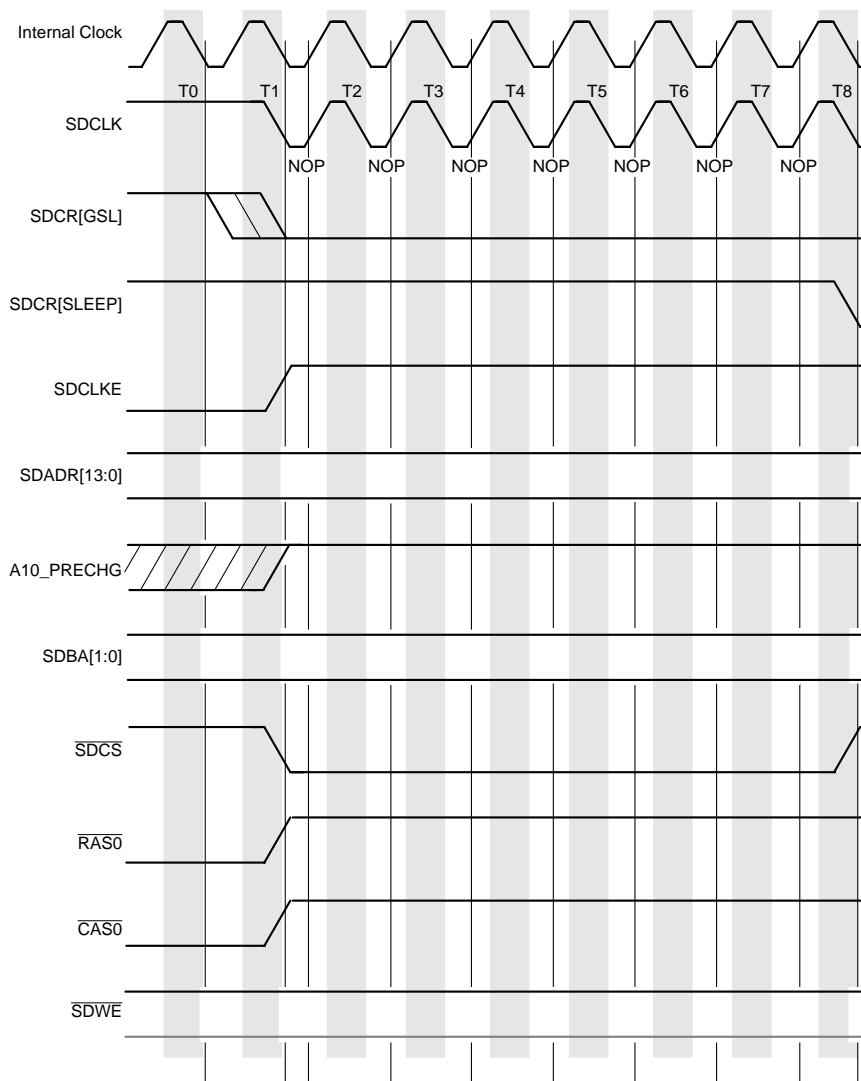 Internal Clock
T0 T1 T2 T3 T4 T5 T6 T7 T8
SDCLK
NOP NOP NOP NOP NOP NOP NOP
SDCR[GSL]
SDCR[SLEEP]
SDCLKE
SDADR[13:0]
A10_PRECHG
SDBA[1:0]
SDCS
RAS0
CAS0
SDWE